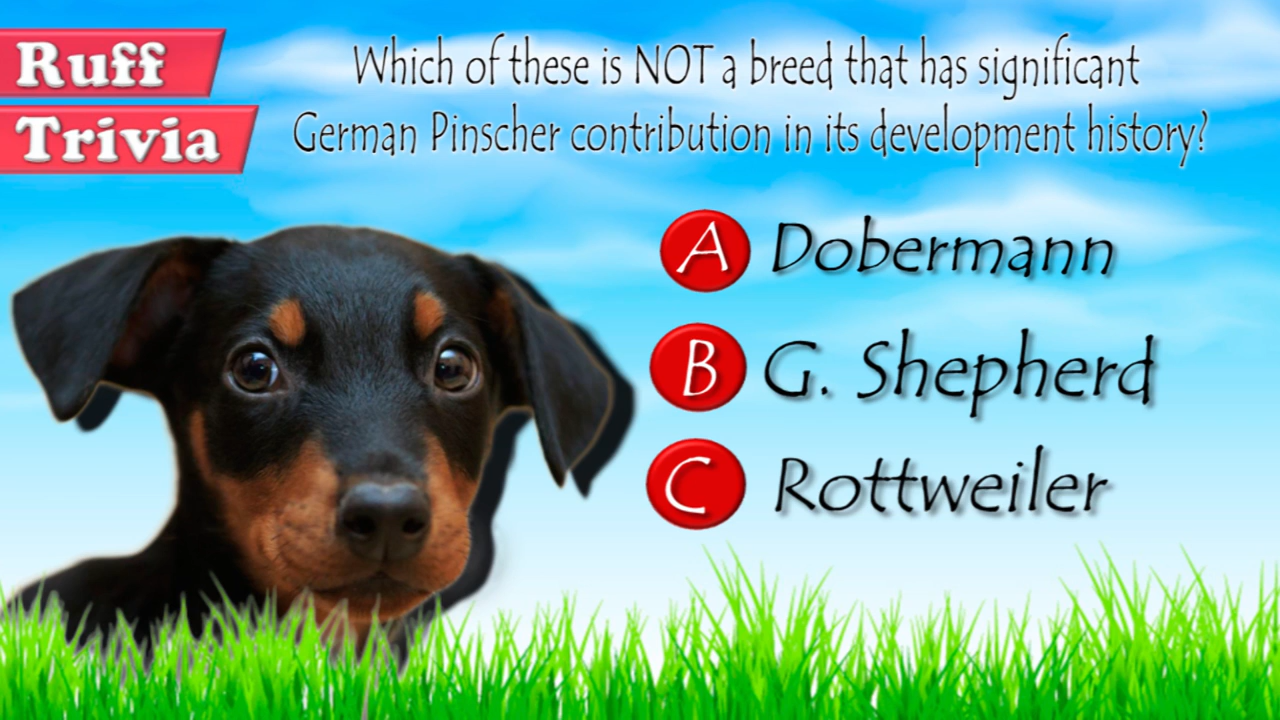 Ruff
Trivia
Which of these is NOT a breed that has significant
German Pinscher contribution in its development history?
A Dobermann
B G. Shepherd
C Rottweiler